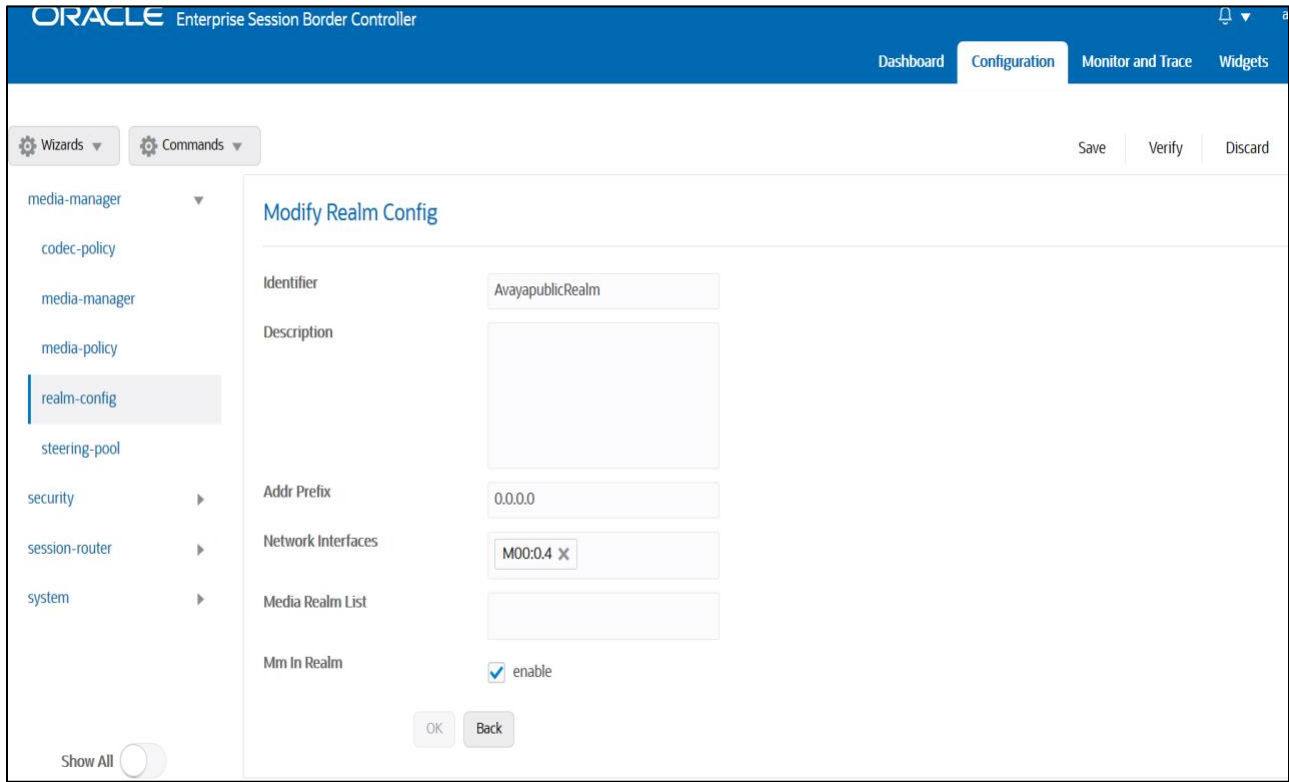 ORACLE Enterprise Session Border Controller
a
Dashboard Configuration Monitor and Trace Widgets
Wizards Commands Save Verify Discard
media-manager
codec-policy
media-manager
media-policy
realm-config
steering-pool
security
session-router
system
Show All
Modify Realm Config
Identifier AvayapublicRealm
Description
Addr Prefix 0.0.0.0
Network Interfaces M00:0.4
Media Realm List
Mm In Realm enable
OK Back